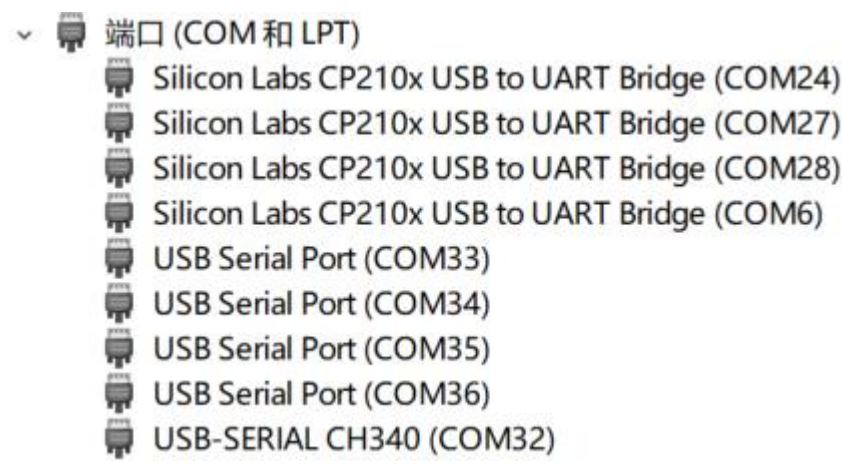 端口 (COM 和 LPT)
Silicon Labs CP210x USB to UART Bridge (COM24)
Silicon Labs CP210x USB to UART Bridge (COM27)
Silicon Labs CP210x USB to UART Bridge (COM28)
Silicon Labs CP210x USB to UART Bridge (COM6)
USB Serial Port (COM33)
USB Serial Port (COM34)
USB Serial Port (COM35)
USB Serial Port (COM36)
USB-SERIAL CH340 (COM32)